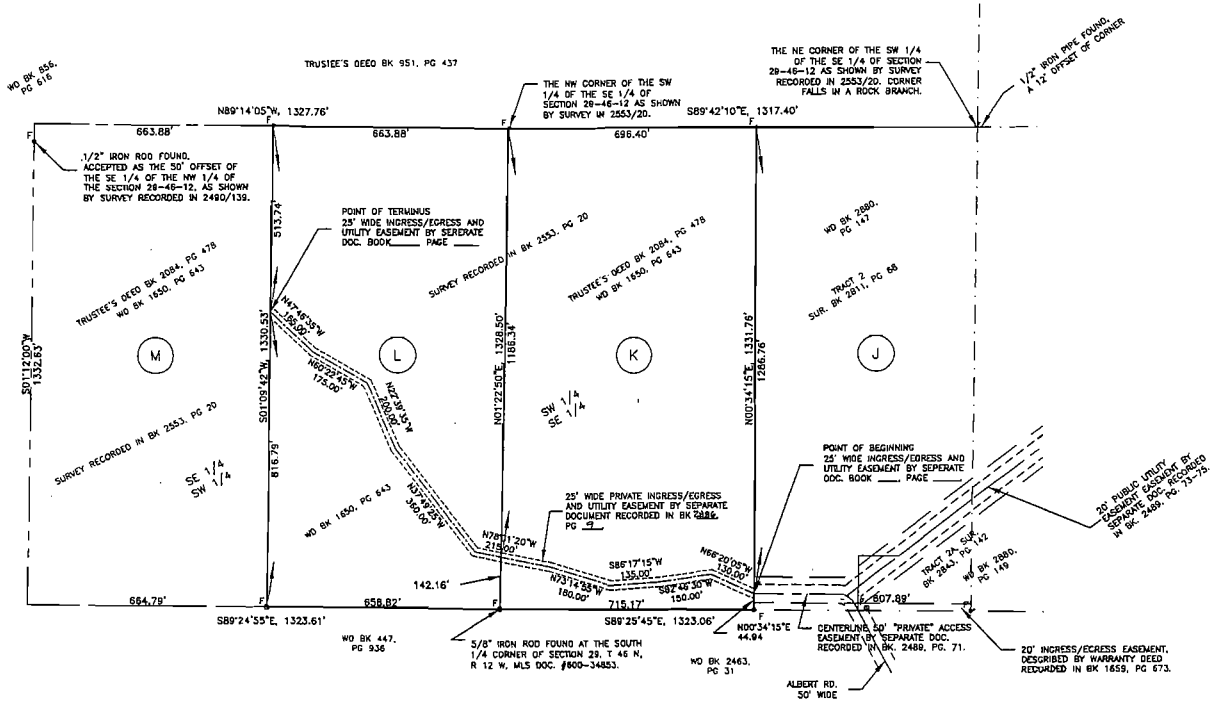 WD BK 856,
PG 616
TRUSTEE'S DEED BK 951, PG 437
THE NW CORNER OF THE SW
1/4 OF THE SE 1/4 OF
SECTION 29-46-12 AS SHOWN
BY SURVEY IN 2553/20.
THE NE CORNER OF THE SW 1/4
OF THE SE 1/4 OF SECTION
29-46-12 AS SHOWN BY SURVEY
RECORDED IN 2553/20. CORNER
FALLS IN A ROCK BRANCH.
1/2" IRON PIPE FOUND,
A 12' OFFSET OF CORNER
N89°14'05"W, 1327.76'
S89°42'10"E, 1317.40'
F
663.88'
F
663.88'
F
696.40'
F
1/2" IRON ROD FOUND.
ACCEPTED AS THE 50' OFFSET OF
THE SE 1/4 OF THE NW 1/4 OF
THE SECTION 29-46-12, AS SHOWN
BY SURVEY RECORDED IN 2490/139.
513.74'
POINT OF TERMINUS
25' WIDE INGRESS/EGRESS AND
UTILITY EASEMENT BY SERERATE
DOC. BOOK____ PAGE ____
SURVEY RECORDED IN BK 2553, PG 20
TRUSTEE'S DEED BK 2084, PG 478
WD BK 1650, PG 643
TRUSTEE'S DEED BK 2084, PG 478
WD BK 1650, PG 643
WD BK 2880,
PG 147
TRACT 2
SUR. BK 2811, PG 68
S01°12'00"W
1332.63'
M
S01°09'42"W, 1330.53'
N47°46'35"W
165.00'
N60°22'45"W
175.00'
N22°39'35"W
200.00'
L
N01°22'50"E, 1328.50'
1186.34'
K
SW 1/4
SE 1/4
N00°34'15"E, 1331.76'
1286.76'
J
SURVEY RECORDED IN BK 2553, PG 20
SE 1/4
SW 1/4
816.79'
WD BK 1650, PG 643
N37°49'25"W
360.00'
25' WIDE PRIVATE INGRESS/EGRESS
AND UTILITY EASEMENT BY SEPARATE
DOCUMENT RECORDED IN BK
PG 9
POINT OF BEGINNING
25' WIDE INGRESS/EGRESS AND
UTILITY EASEMENT BY SEPERATE
DOC. BOOK ____ PAGE ____
20' PUBLIC UTILITY
EASEMENT EASEMENT BY
SEPARATE DOC. RECORDED
IN BK. 2489, PG. 73-75.
215.00'
N73°14'55"W
180.00'
S86°17'15"W
135.00'
S82°46'30"W
150.00'
N66°20'05"W
130.00'
TRACT 2A, SUR.
BK 2843, PG 142
WD BK 2880,
PG 149
142.16'
664.79'
658.82'
F
715.17'
607.89'
S89°24'55"E, 1323.61'
S89°25'45"E, 1323.06'
N00°34'15"E
44.94
CENTERLINE 50' "PRIVATE" ACCESS
EASEMENT BY SEPARATE DOC.
RECORDED IN BK. 2489, PG. 71.
WD BK 447,
PG 936
5/8" IRON ROD FOUND AT THE SOUTH
1/4 CORNER OF SECTION 29, T 46 N,
R 12 W, MLS DOC. #600-34853.
WD BK 2463,
PG 31
20' INGRESS/EGRESS EASEMENT,
DESGRIBED BY WARRANTY DEED
RECORDED IN BK 1659, PG 673.
ALBERT RD.
50' WIDE